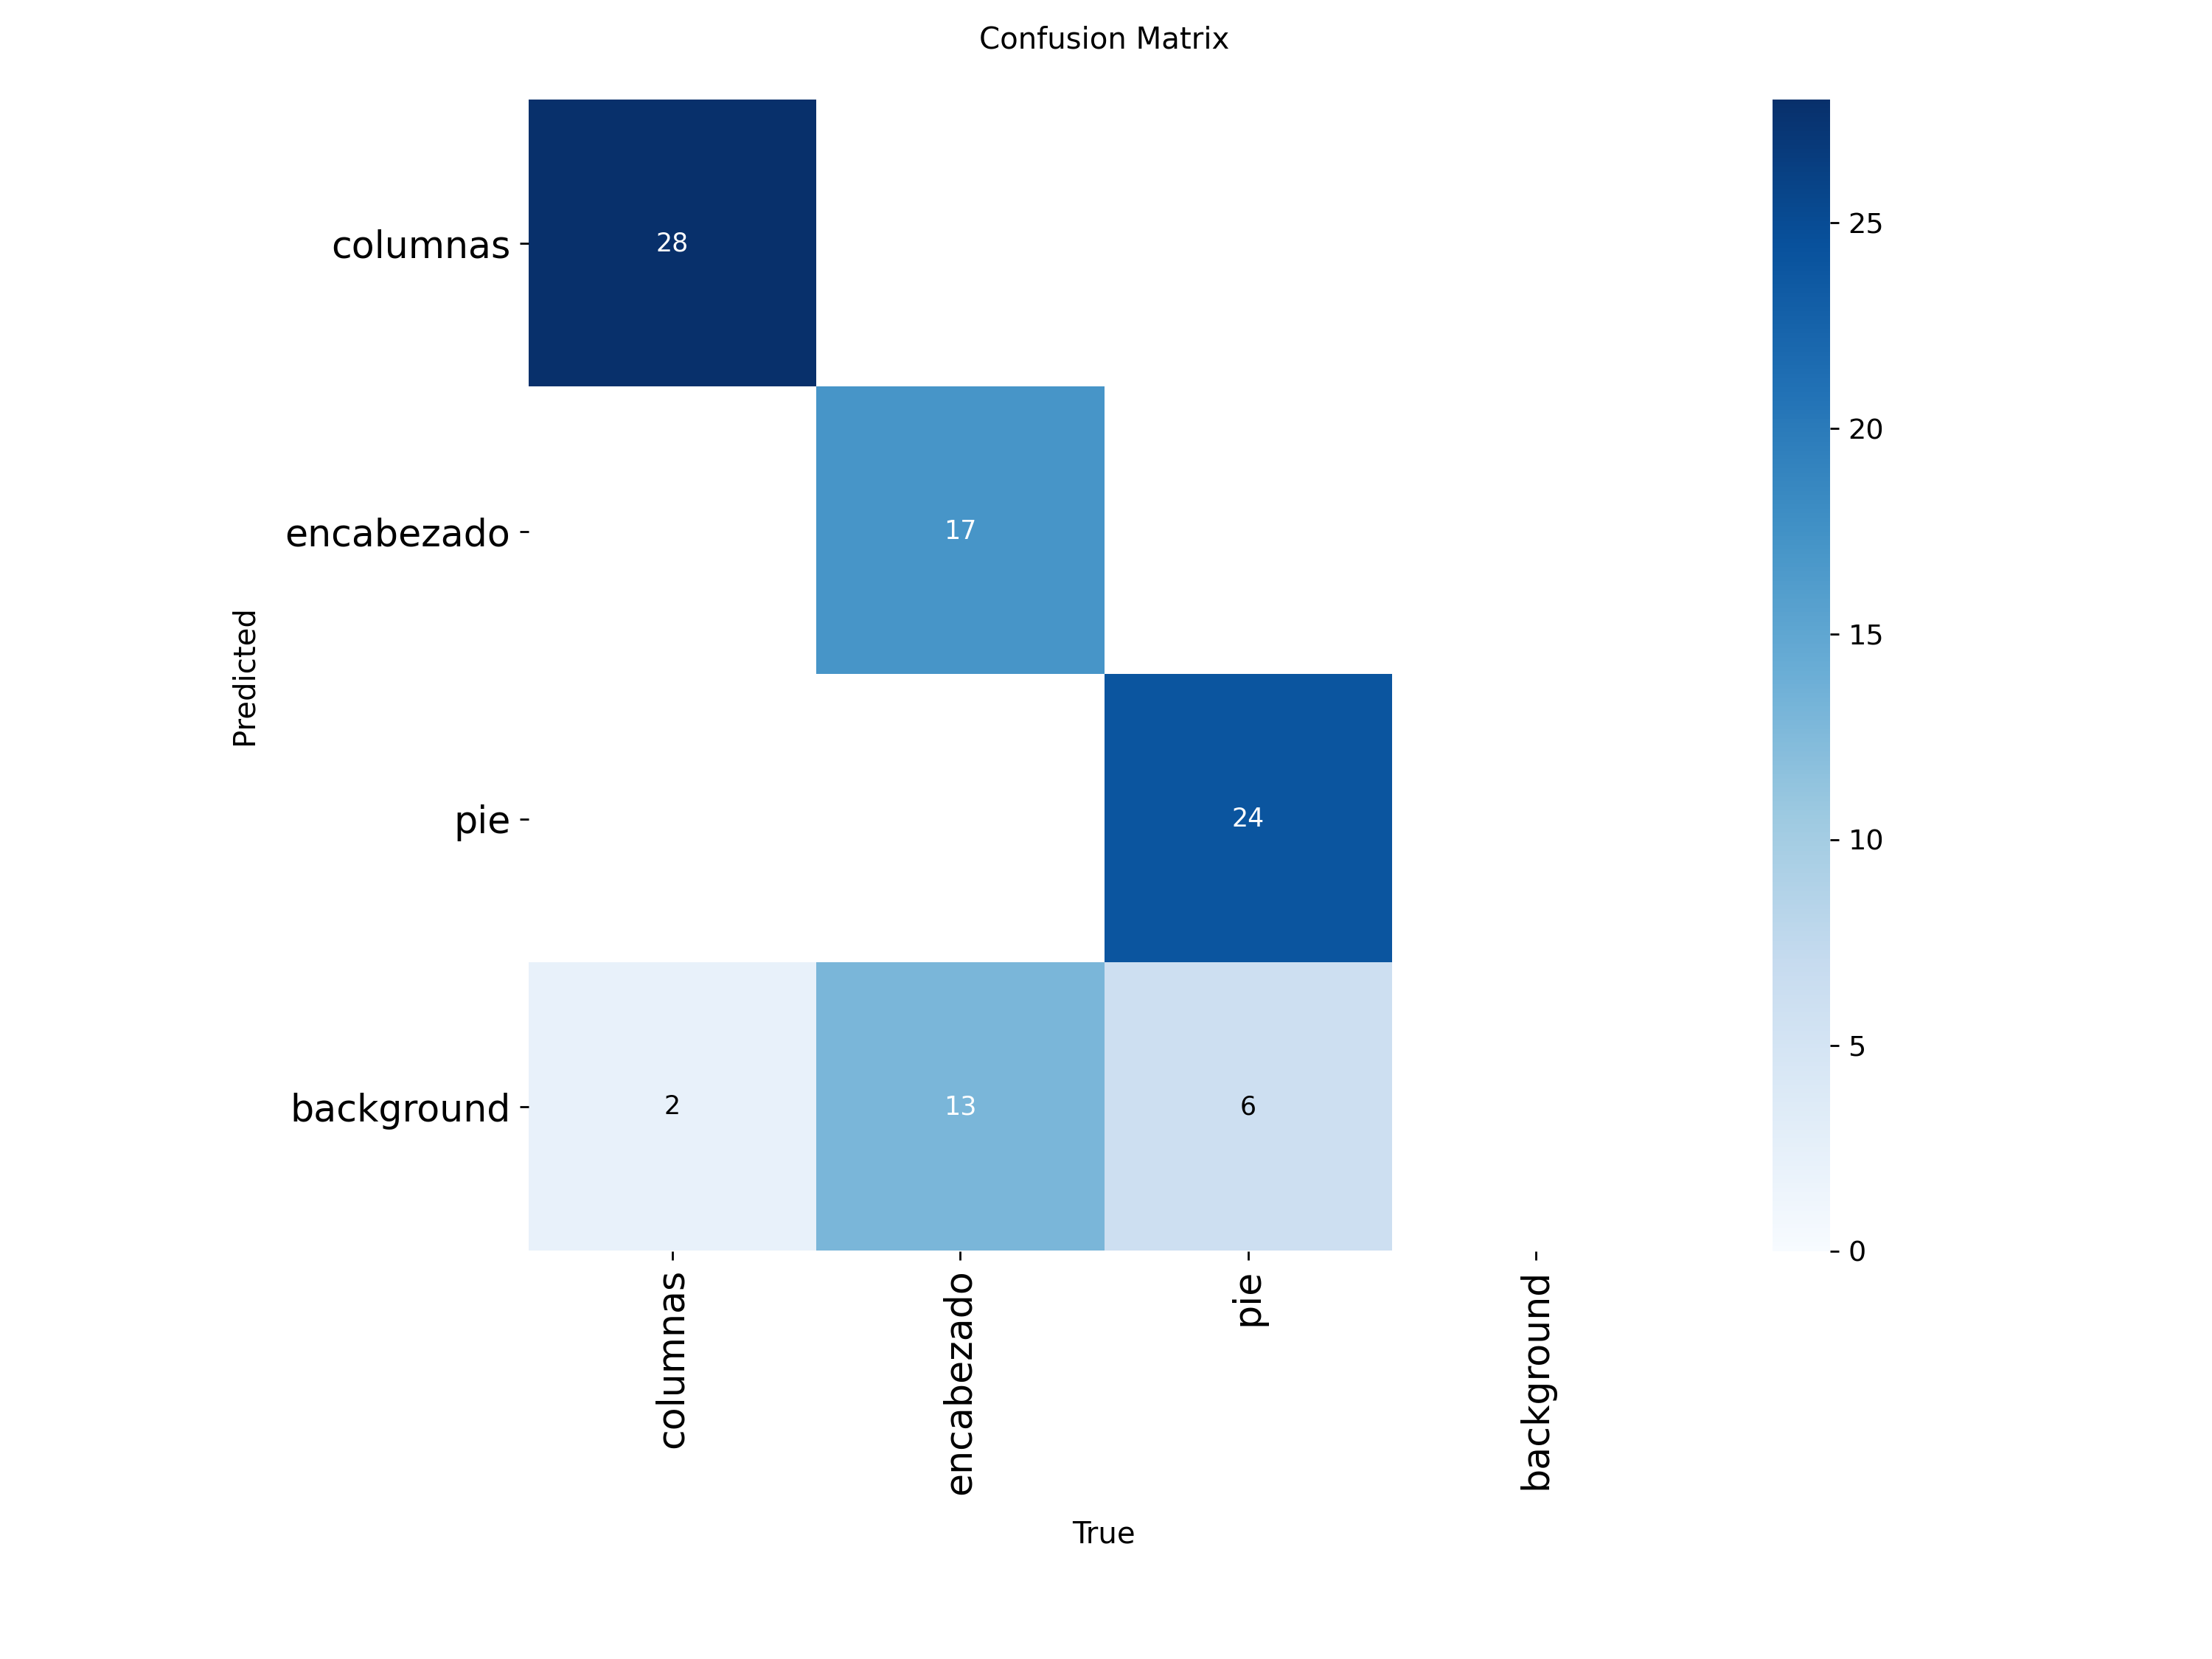 Confusion Matrix
columnas
28
25
encabezado
17
20
Predicted
15
pie
24
10
background
2
13
6
5
0
columnas
encabezado
pie
background
True